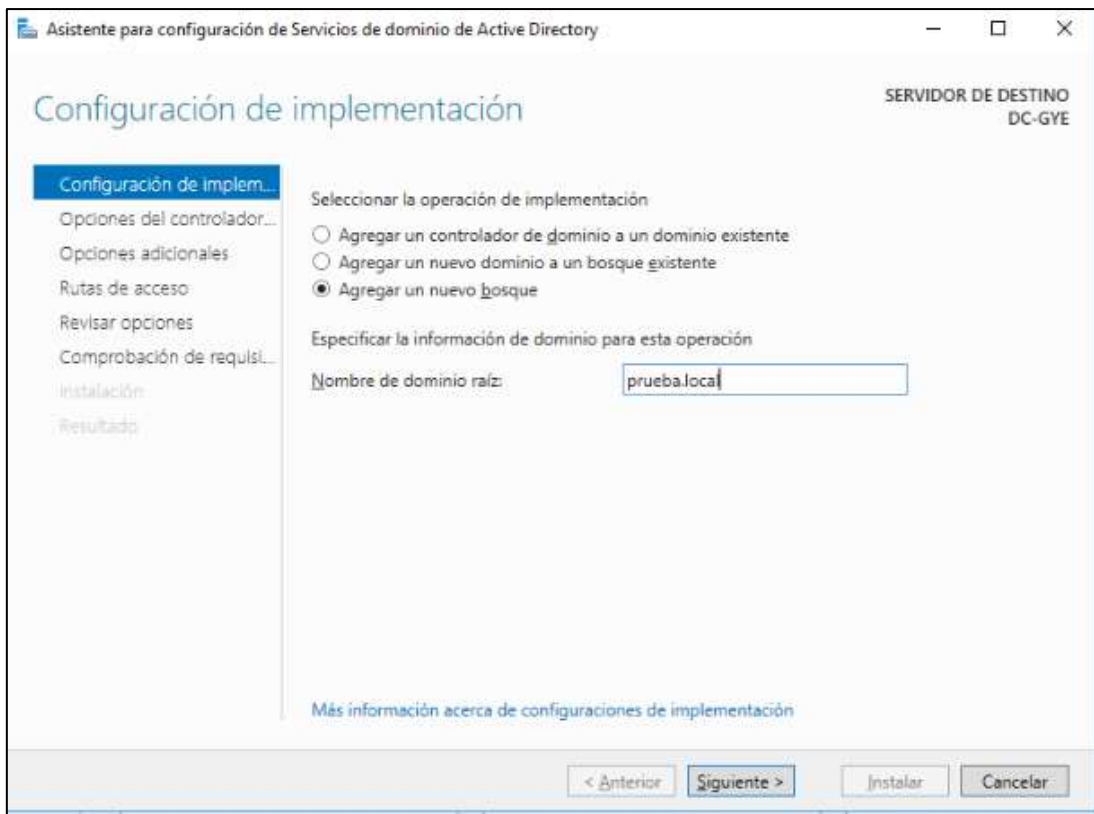 Asistente para configuración de Servicios de dominio de Active Directory
Configuración de implementación
SERVIDOR DE DESTINO
DC-GYE
Configuración de implem...
Opciones del controlador...
Opciones adicionales
Rutas de acceso
Revisar opciones
Comprobación de requisi...
Instalación
Resultado
Seleccionar la operación de implementación
Agregar un controlador de dominio a un dominio existente
Agregar un nuevo dominio a un bosque existente
Agregar un nuevo bosque
Especificar la información de dominio para esta operación
Nombre de dominio raíz: prueba.local
Más información acerca de configuraciones de implementación
< Anterior Siguiente > Instalar Cancelar